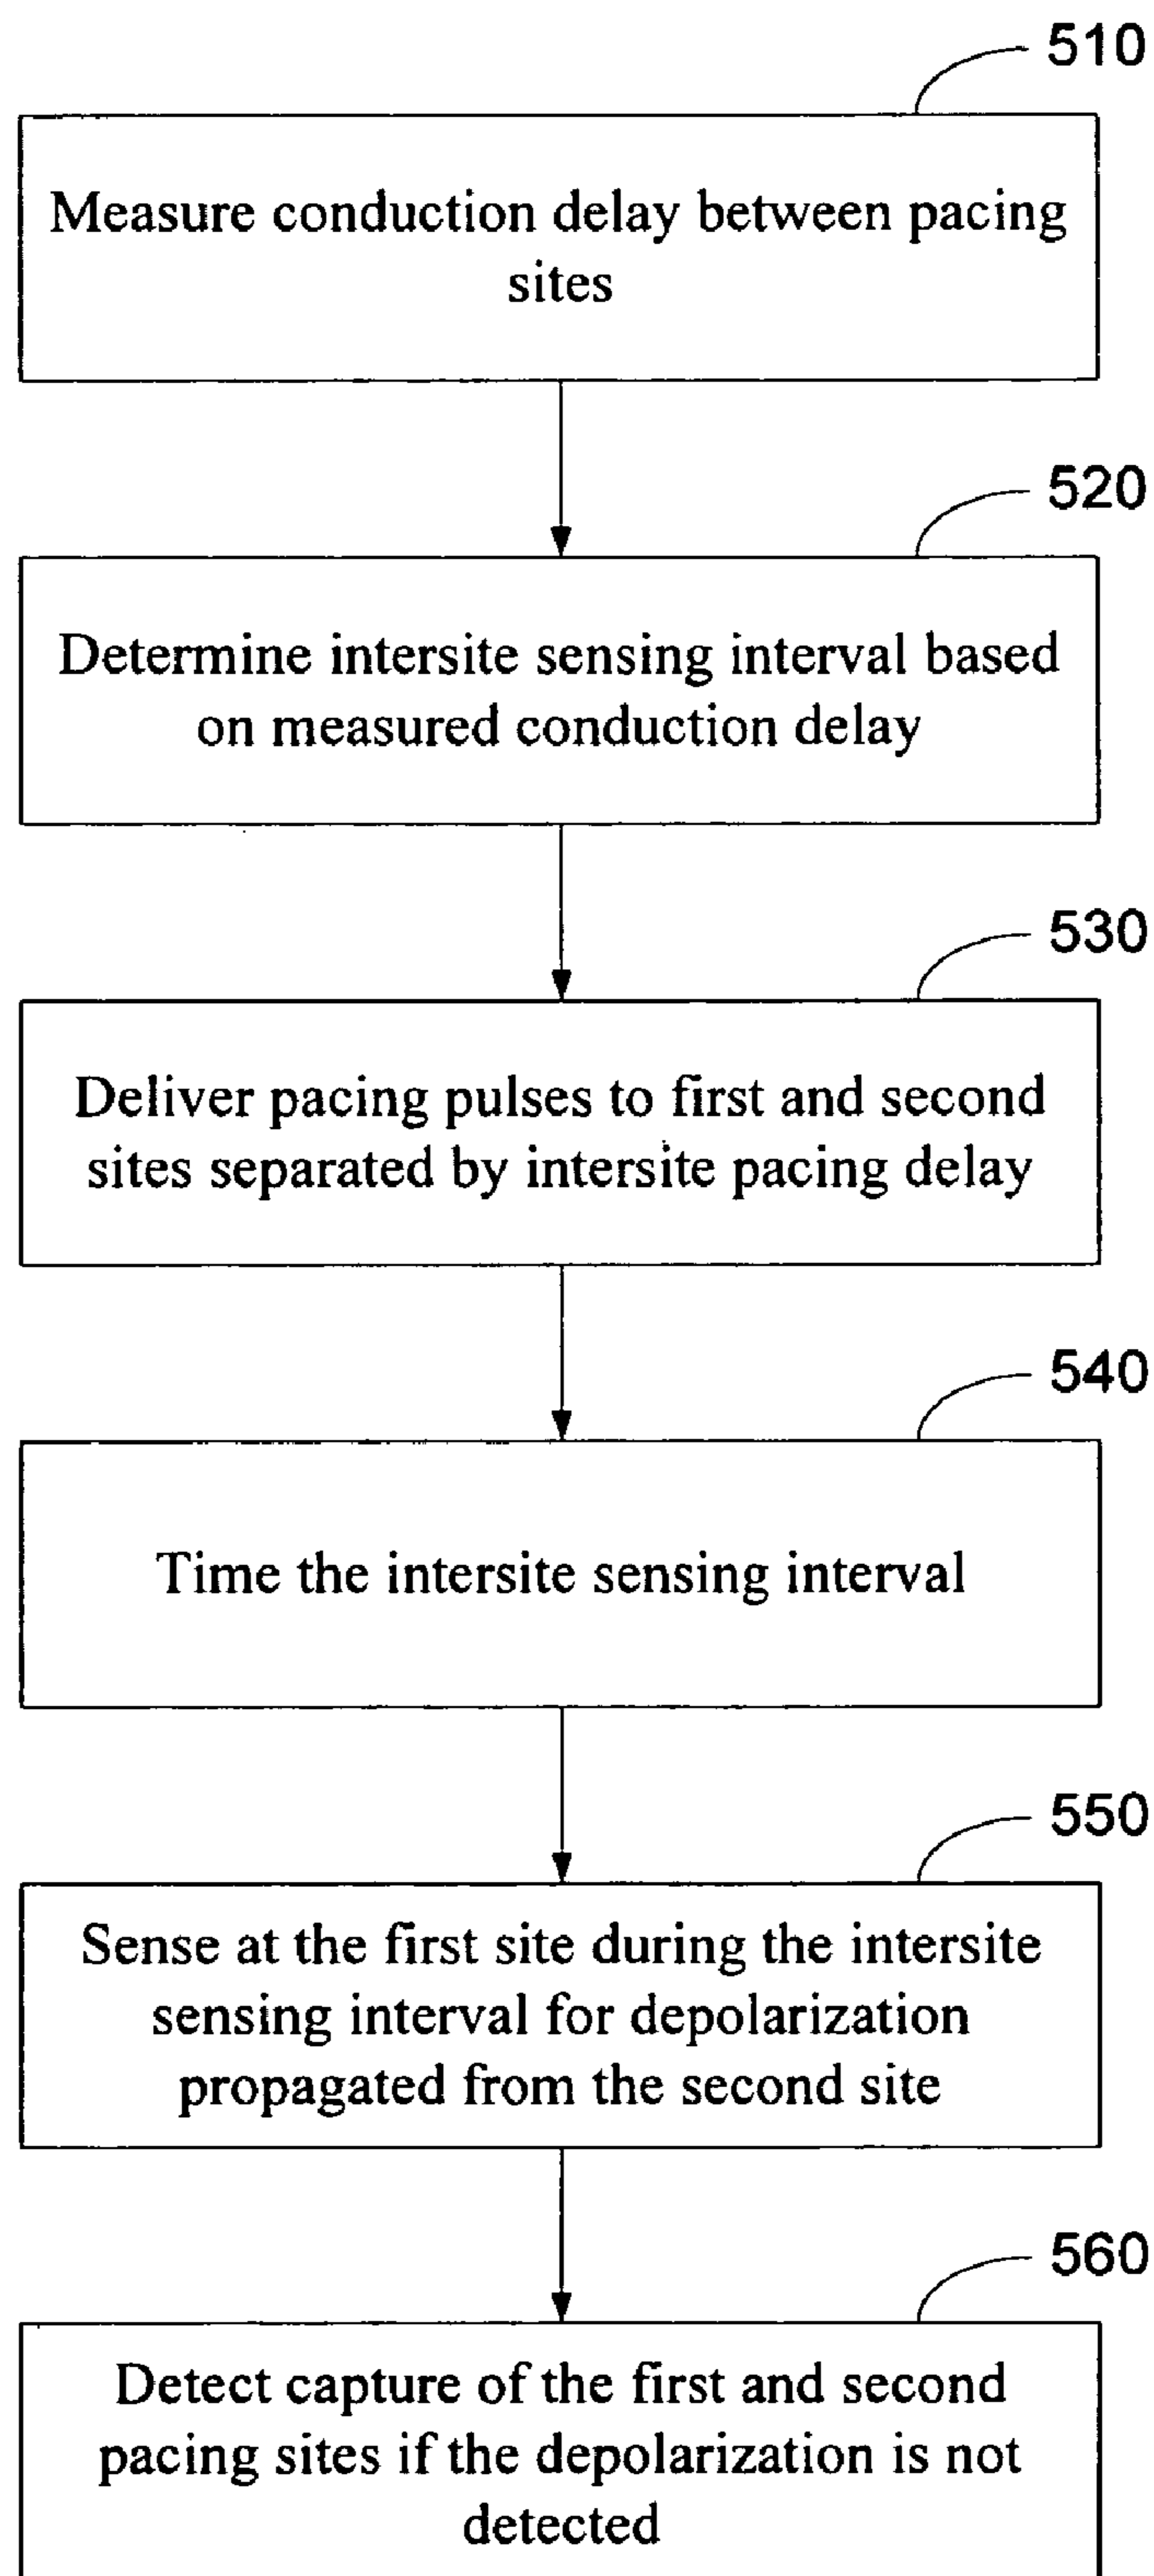 510
Measure conduction delay between pacing
sites
520
Determine intersite sensing interval based
on measured conduction delay
530
Deliver pacing pulses to first and second
sites separated by intersite pacing delay
540
Time the intersite sensing interval
550
Sense at the first site during the intersite
sensing interval for depolarization
propagated from the second site
560
Detect capture of the first and second
pacing sites if the depolarization is not
detected